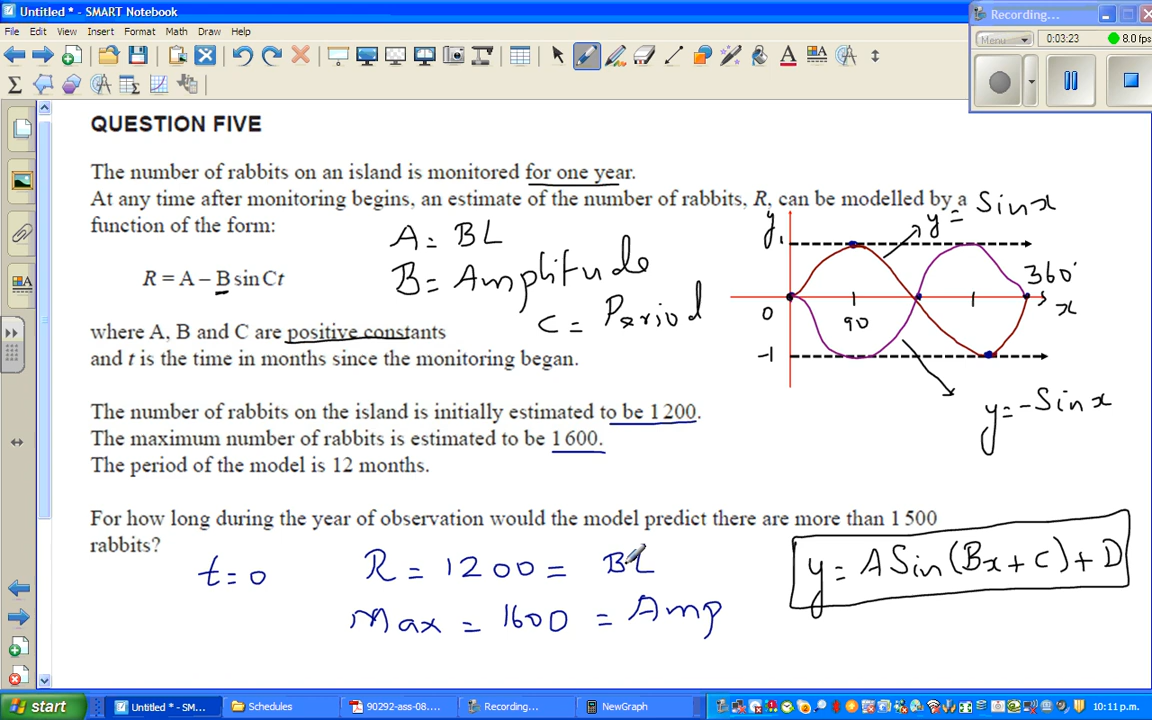 Untitled * - SMART Notebook
Recording...
File Edit View Insert Format Math Draw Help
Menu
0:03:23
8.0 fps
QUESTION FIVE
The number of rabbits on an island is monitored for one year.
At any time after monitoring begins, an estimate of the number of rabbits, R, can be modelled by a
function of the form:
A = BL
R = A – B sin Ct
B = Amplitude
C = Period
where A, B and C are positive constants
and t is the time in months since the monitoring began.
y
1
y = Sinx
360°
0
90
x
-1
y = -Sinx
The number of rabbits on the island is initially estimated to be 1 200.
The maximum number of rabbits is estimated to be 1 600.
The period of the model is 12 months.
For how long during the year of observation would the model predict there are more than 1 500
rabbits?
t = 0
R = 1200 = BL
Max = 1600 = Amp
y = A Sin (Bx + C) + D
start
Untitled * - SM...
Schedules
90292-ass-08....
Recording...
NewGraph
10:11 p.m.